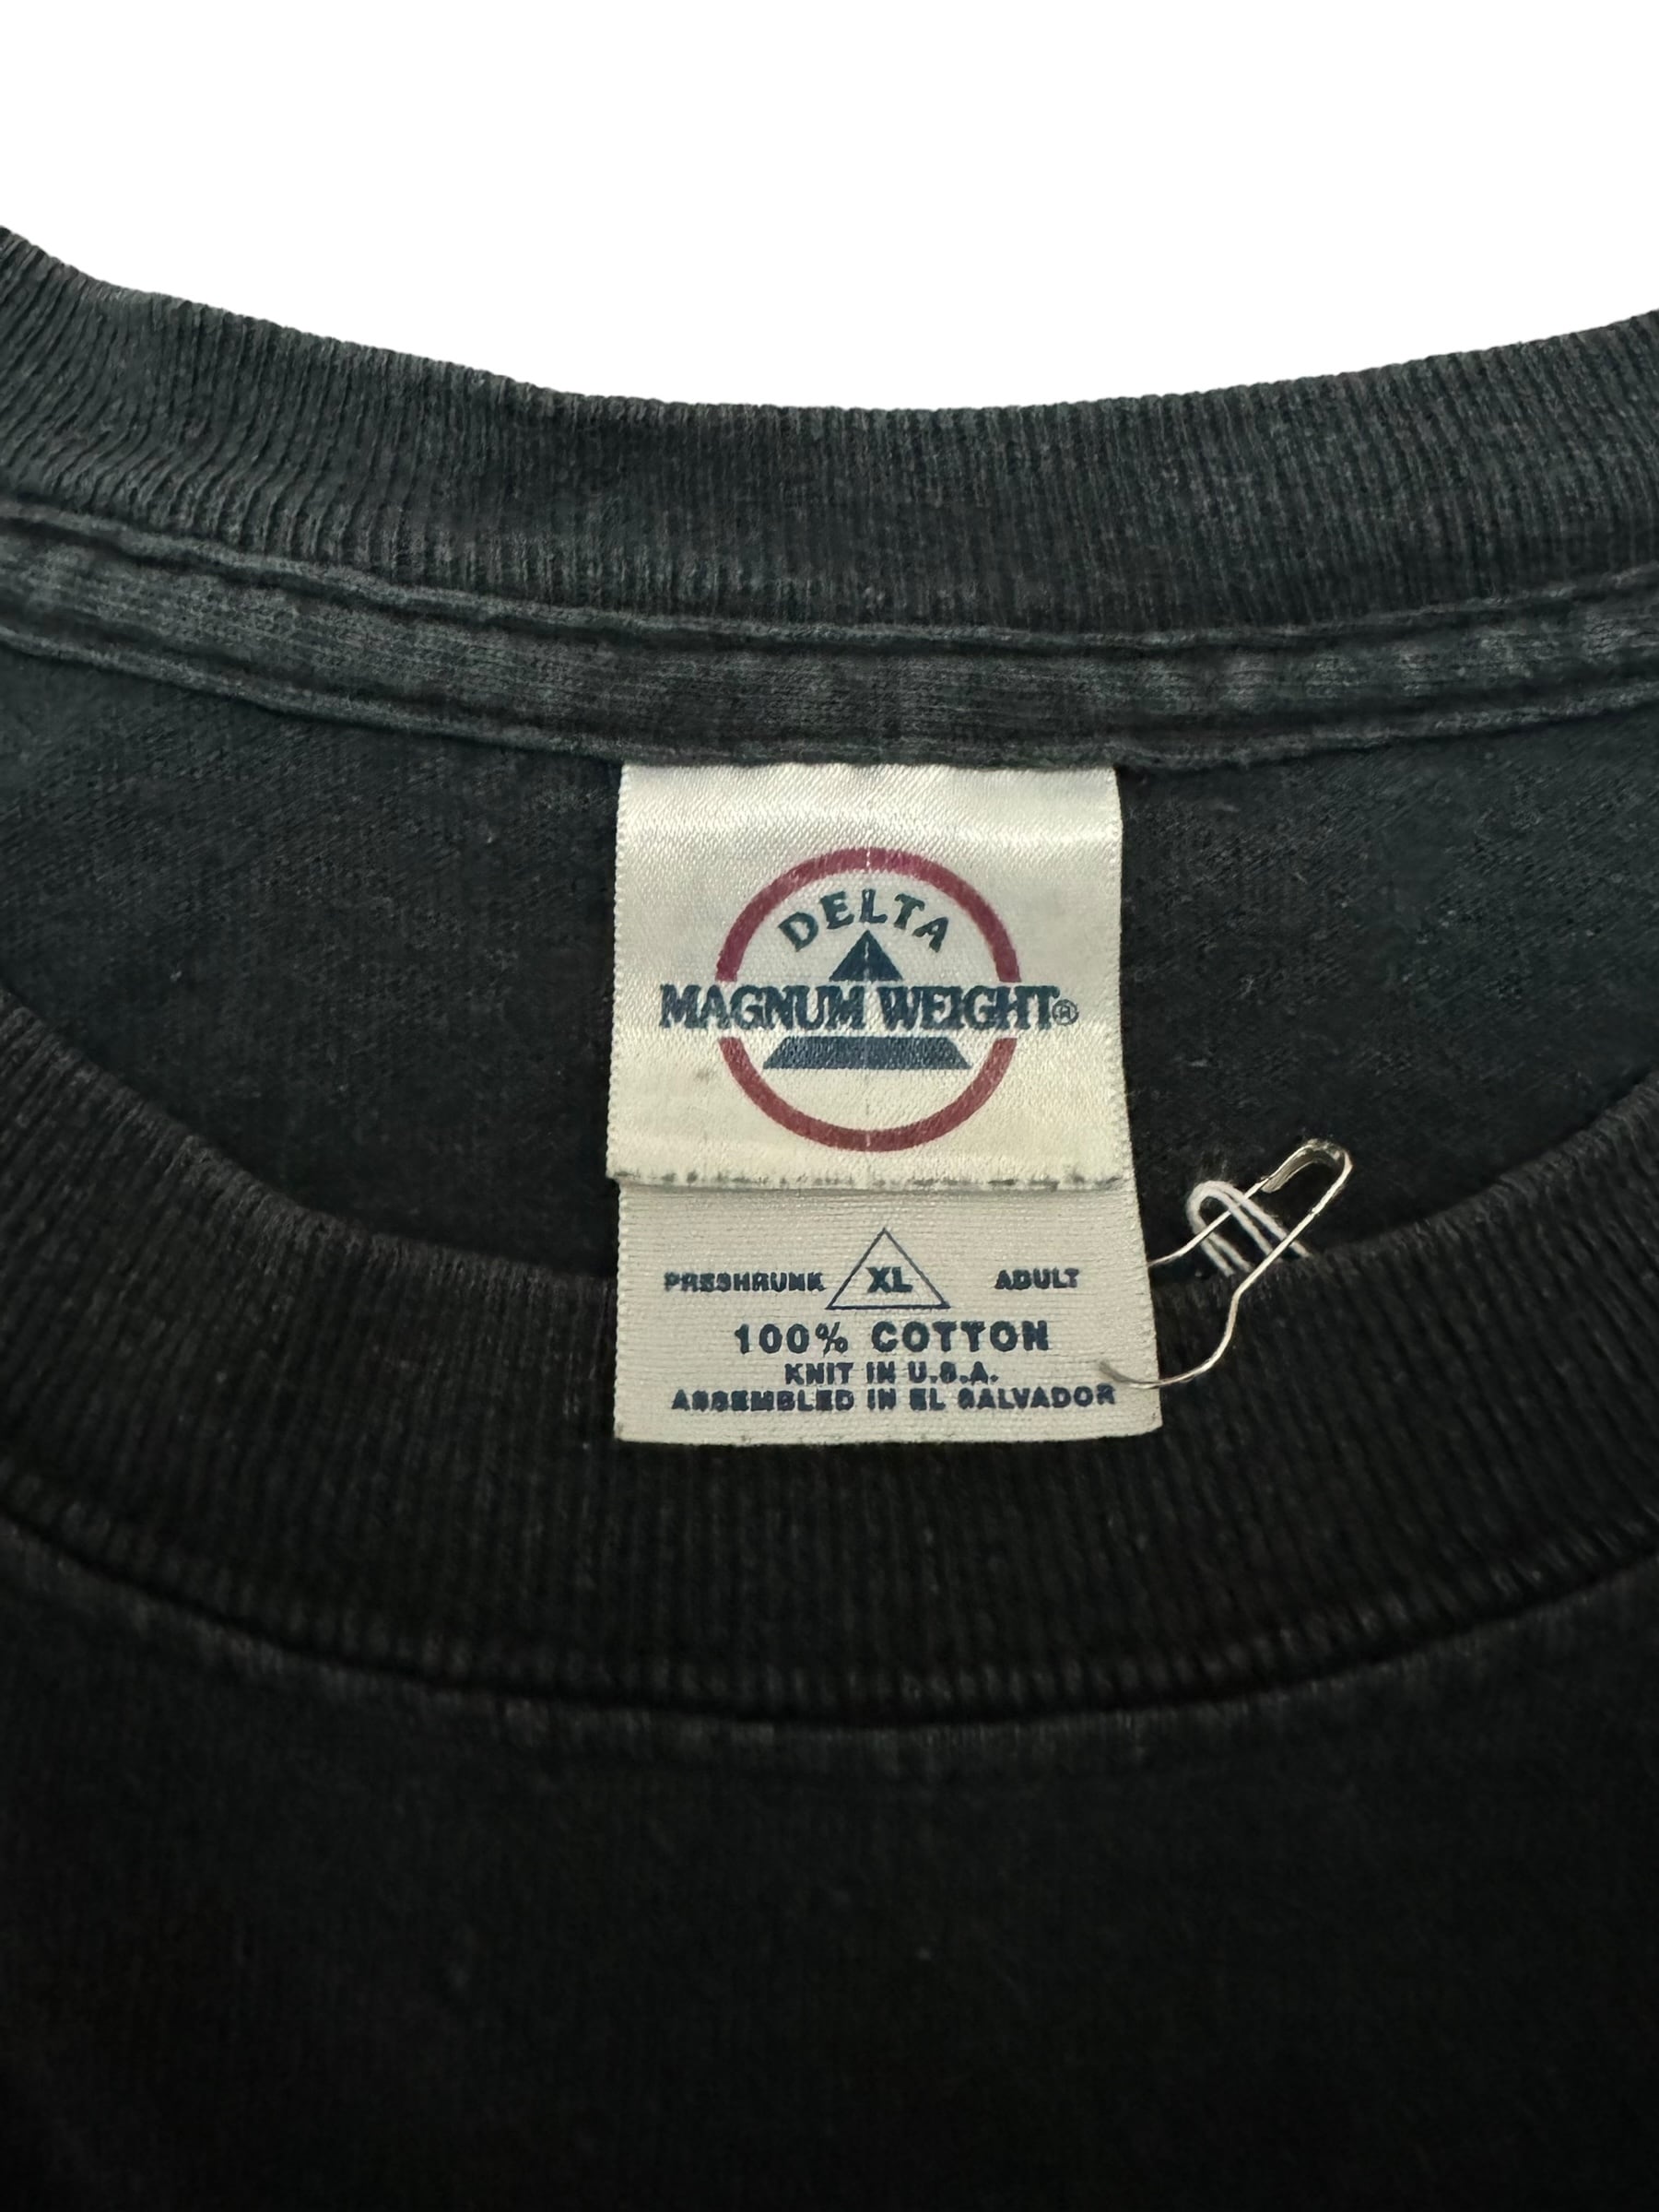 DELTA
MAGNUM WEIGHT®
PRESHRUNK XL ADULT
100% COTTON
KNIT IN U.S.A.
ASSEMBLED IN EL SALVADOR